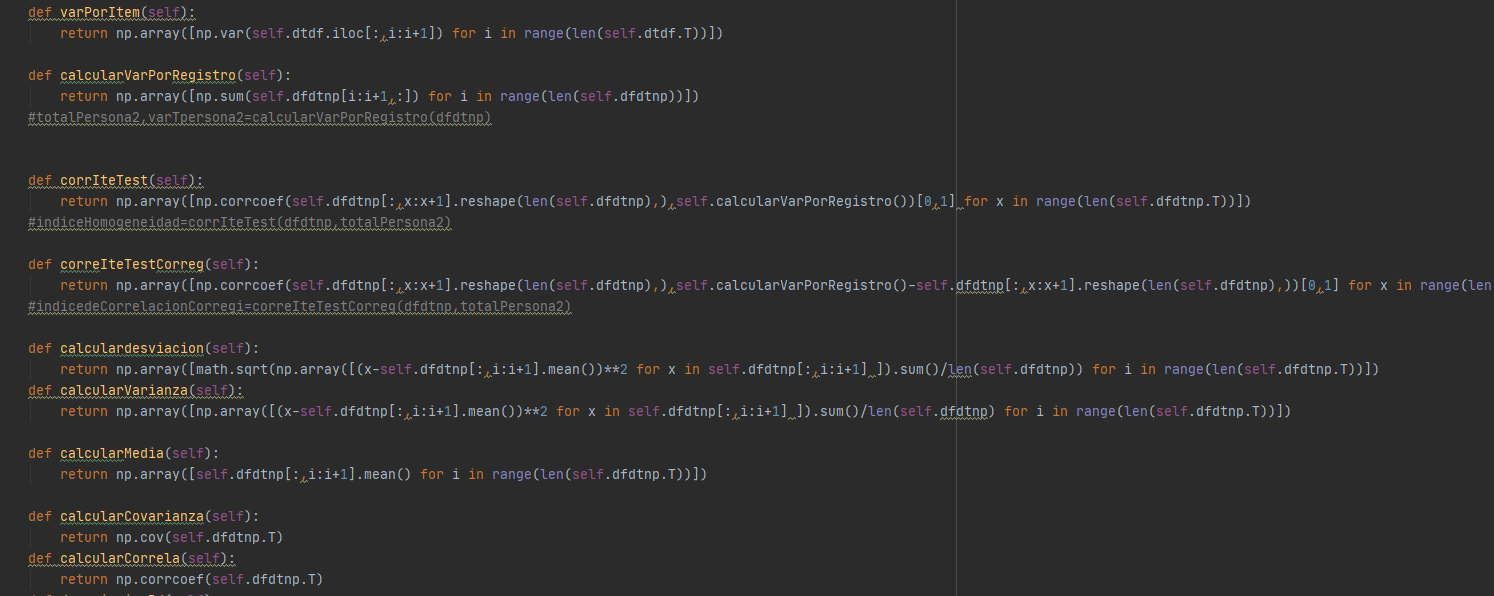 def varPorItem(self):
return np.array([np.var(self.dtdf.iloc[:,i:i+1]) for i in range(len(self.dtdf.T))])
def calcularVarPorRegistro(self):
return np.array([np.sum(self.dfdtnp[i:i+1,:]) for i in range(len(self.dfdtnp))])
#totalPersona2,varTpersona2=calcularVarPorRegistro(dfdtnp)
def corrIteTest(self):
return np.array([np.corrcoef(self.dfdtnp[:,x:x+1].reshape(len(self.dfdtnp),),self.calcularVarPorRegistro())[0,1] for x in range(len(self.dfdtnp.T))])
#indiceHomogeneidad=corrIteTest(dfdtnp,totalPersona2)
def correIteTestCorreg(self):
return np.array([np.corrcoef(self.dfdtnp[:,x:x+1].reshape(len(self.dfdtnp),),self.calcularVarPorRegistro()-self.dfdtnp[:,x:x+1].reshape(len(self.dfdtnp),))[0,1] for x in range(len
#indicedeCorrelacionCorregi=correIteTestCorreg(dfdtnp,totalPersona2)
def calculardesviacion(self):
return np.array([math.sqrt(np.array([(x-self.dfdtnp[:,i:i+1].mean())**2 for x in self.dfdtnp[:,i:i+1] ]).sum()/len(self.dfdtnp)) for i in range(len(self.dfdtnp.T))])
def calcularVarianza(self):
return np.array([np.array([(x-self.dfdtnp[:,i:i+1].mean())**2 for x in self.dfdtnp[:,i:i+1] ]).sum()/len(self.dfdtnp) for i in range(len(self.dfdtnp.T))])
def calcularMedia(self):
return np.array([self.dfdtnp[:,i:i+1].mean() for i in range(len(self.dfdtnp.T))])
def calcularCovarianza(self):
return np.cov(self.dfdtnp.T)
def calcularCorrela(self):
return np.corrcoef(self.dfdtnp.T)